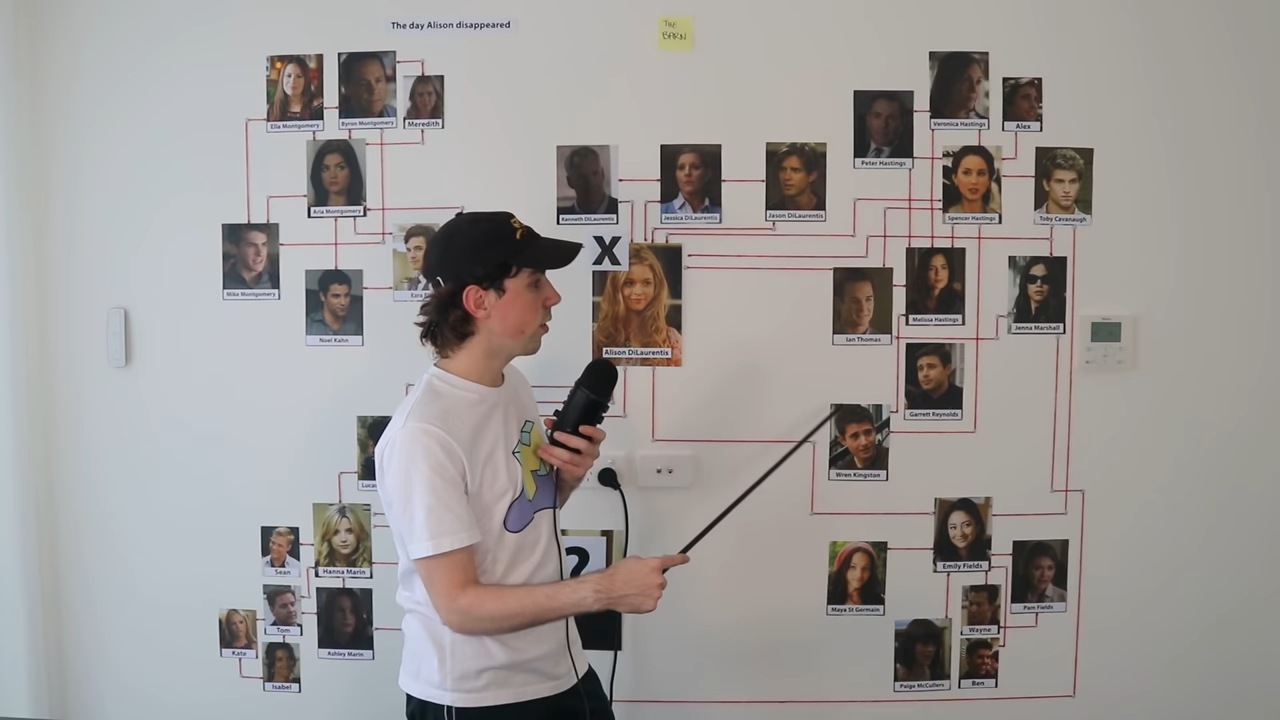 The day Alison disappeared
THE
BARN
Ella Montgomery
Byron Montgomery
Meredith
Veronica Hastings
Alex
Peter Hastings
Aria Montgomery
Kenneth DiLaurentis
Jessica DiLaurentis
Jason DiLaurentis
Spencer Hastings
Toby Cavanaugh
X
Mike Montgomery
Ezra
Noel Kahn
Alison DiLaurentis
Melissa Hastings
Ian Thomas
Jenna Marshall
Garrett Reynolds
Wren Kingston
Lucas
Sean
Hanna Marin
?
Emily Fields
Maya St Germain
Pam Fields
Tom
Wayne
Kate
Ashley Marin
Isabel
Paige McCullers
Ben